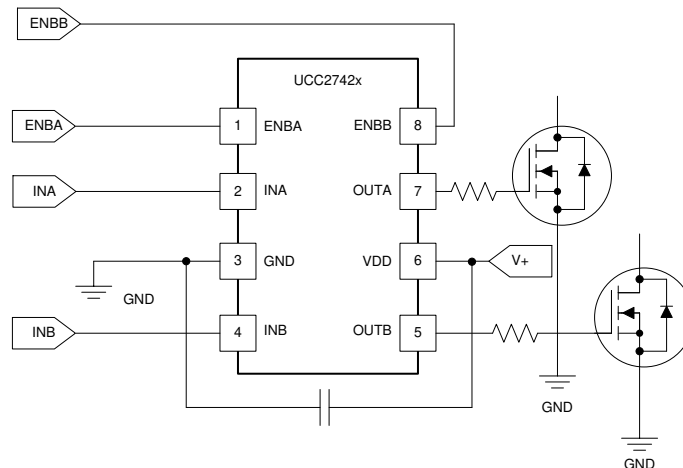 ENBB
UCC2742x
ENBA
1
ENBA
ENBB
8
INA
2
INA
OUTA
7
3
GND
VDD
6
V+
GND
INB
4
INB
OUTB
5
GND
GND